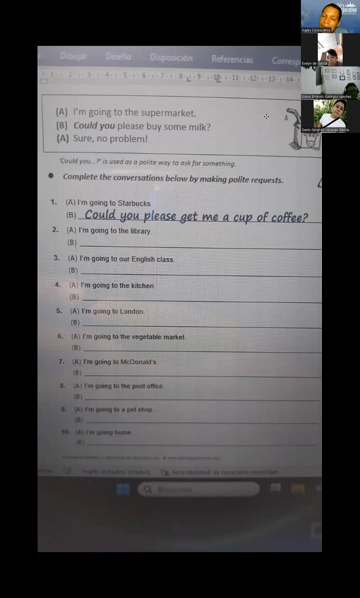 Dibujar Diseño Disposición Referencias Corresp
(A) I'm going to the supermarket.
(B) Could you please buy some milk?
(A) Sure, no problem!
'Could you...?' is used as a polite way to ask for something.
Complete the conversations below by making polite requests.
1. (A) I'm going to Starbucks.
(B) Could you please get me a cup of coffee?
2. (A) I'm going to the library.
(B)
3. (A) I'm going to our English class.
(B)
4. (A) I'm going to the kitchen.
(B)
5. (A) I'm going to London.
(B)
6. (A) I'm going to the vegetable market.
(B)
7. (A) I'm going to McDonald's.
(B)
8. (A) I'm going to the post office.
(B)
9. (A) I'm going to a pet shop.
(B)
10. (A) I'm going home.
(B)